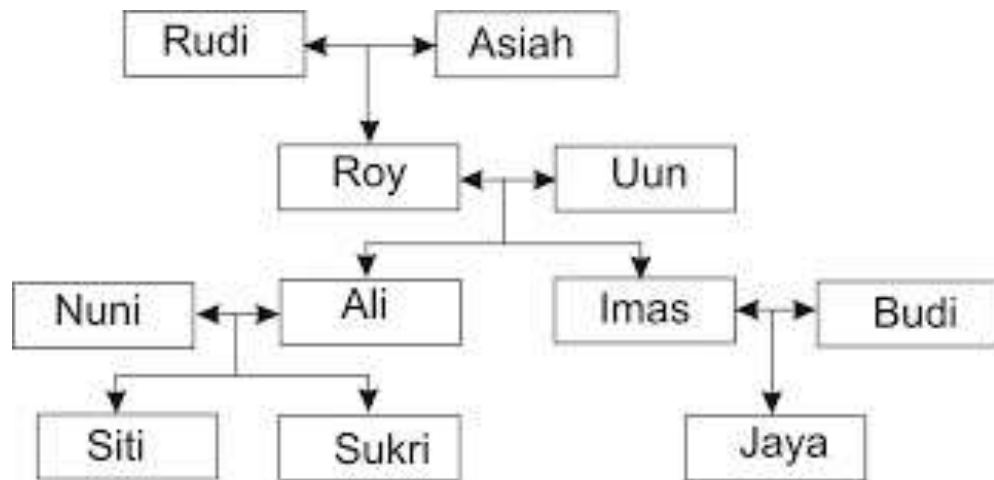 Rudi
Asiah
Roy
Uun
Nuni
Ali
Imas
Budi
Siti
Sukri
Jaya